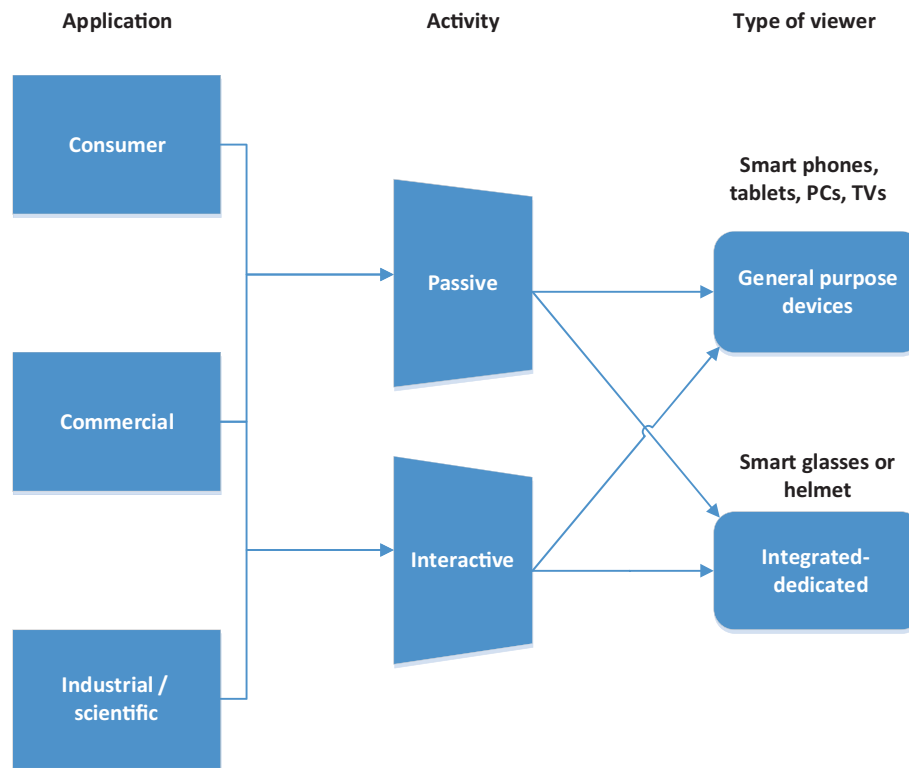 Application
Activity
Type of viewer
Consumer
Smart phones,
tablets, PCs, TVs
Passive
General purpose
devices
Commercial
Smart glasses or
helmet
Interactive
Integrated-
dedicated
Industrial /
scientific